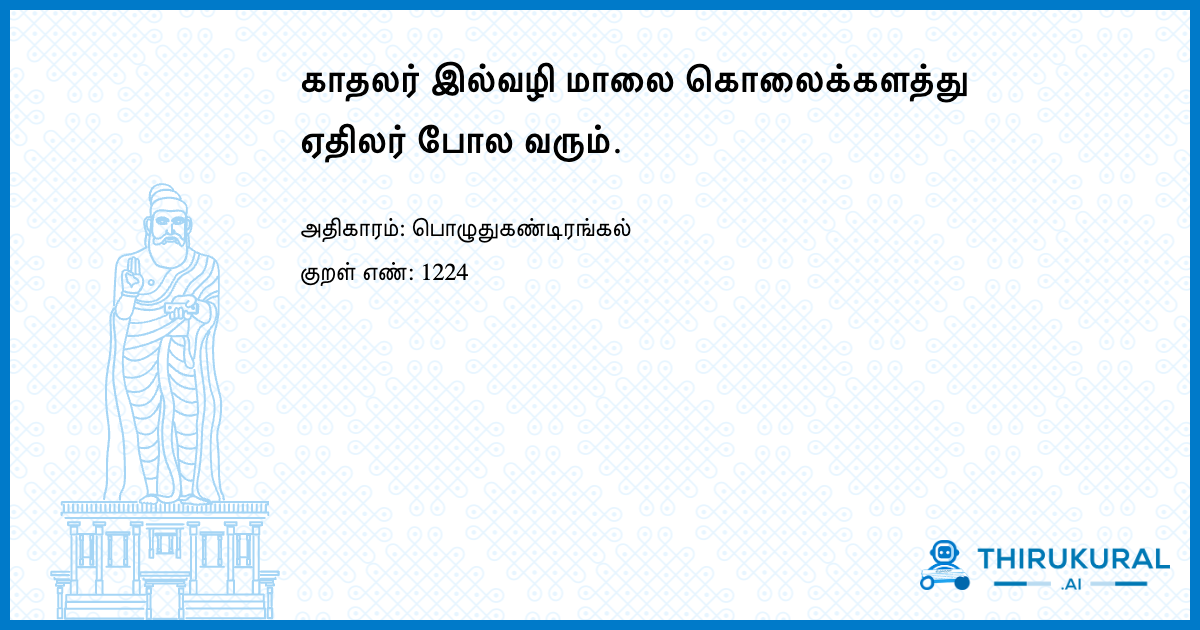 காதலர் இல்வழி மாலை கொலைக்களத்து
ஏதிலர் போல வரும்.
அதிகாரம்: பொழுதுகண்டிரங்கல்
குறள் எண்: 1224
THIRUKURAL
.AI